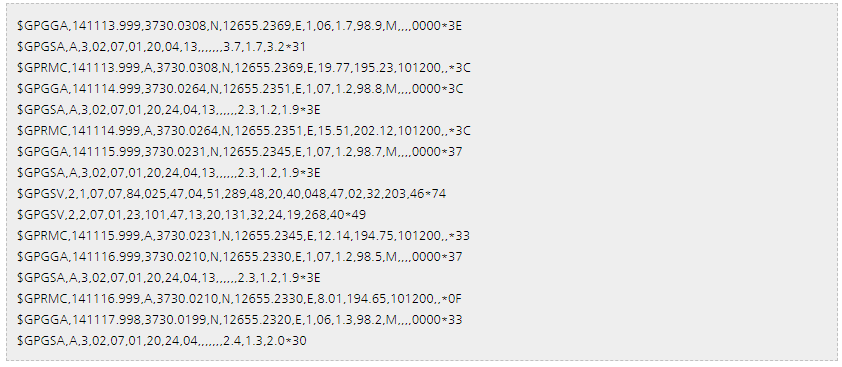 $GPGGA,141113.999,3730.0308,N,12655.2369,E,1,06,1.7,98.9,M,,,,0000*3E
$GPGSA,A,3,02,07,01,20,04,13,,,,,,,3.7,1.7,3.2*31
$GPRMC,141113.999,A,3730.0308,N,12655.2369,E,19.77,195.23,101200,,*3C
$GPGGA,141114.999,3730.0264,N,12655.2351,E,1,07,1.2,98.8,M,,,,0000*3C
$GPGSA,A,3,02,07,01,20,24,04,13,,,,,,2.3,1.2,1.9*3E
$GPRMC,141114.999,A,3730.0264,N,12655.2351,E,15.51,202.12,101200,,*3C
$GPGGA,141115.999,3730.0231,N,12655.2345,E,1,07,1.2,98.7,M,,,,0000*37
$GPGSA,A,3,02,07,01,20,24,04,13,,,,,,2.3,1.2,1.9*3E
$GPGSV,2,1,07,07,84,025,47,04,51,289,48,20,40,048,47,02,32,203,46*74
$GPGSV,2,2,07,01,23,101,47,13,20,131,32,24,19,268,40*49
$GPRMC,141115.999,A,3730.0231,N,12655.2345,E,12.14,194.75,101200,,*33
$GPGGA,141116.999,3730.0210,N,12655.2330,E,1,07,1.2,98.5,M,,,,0000*37
$GPGSA,A,3,02,07,01,20,24,04,13,,,,,,2.3,1.2,1.9*3E
$GPRMC,141116.999,A,3730.0210,N,12655.2330,E,8.01,194.65,101200,,*0F
$GPGGA,141117.998,3730.0199,N,12655.2320,E,1,06,1.3,98.2,M,,,,0000*33
$GPGSA,A,3,02,07,01,20,24,04,,,,,,,2.4,1.3,2.0*30